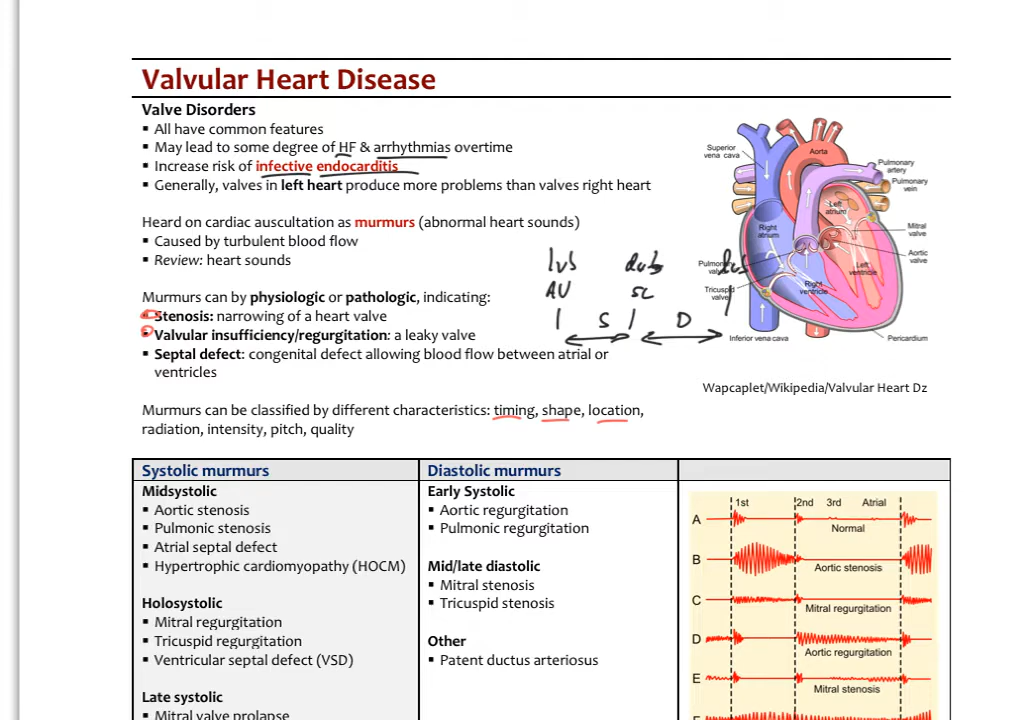 Valvular Heart Disease
Valve Disorders
▪ All have common features
▪ May lead to some degree of HF & arrhythmias overtime
▪ Increase risk of infective endocarditis
▪ Generally, valves in left heart produce more problems than valves right heart
Heard on cardiac auscultation as murmurs (abnormal heart sounds)
▪ Caused by turbulent blood flow
▪ Review: heart sounds
Murmurs can by physiologic or pathologic, indicating:
Stenosis: narrowing of a heart valve
▪ Valvular insufficiency/regurgitation: a leaky valve
▪ Septal defect: congenital defect allowing blood flow between atrial or
ventricles
lub dub lub
AV SL
S D
Superior
vena cava
Aorta
Pulmonary
artery
Pulmonary
vein
Left
atrium
Right
atrium
Mitral
valve
Aortic
valve
Pulmonary
valve
Left
ventricle
Tricuspid
valve
Right
ventricle
Inferior vena cava
Pericardium
Wapcaplet/Wikipedia/Valvular Heart Dz
Murmurs can be classified by different characteristics: timing, shape, location,
radiation, intensity, pitch, quality
Systolic murmurs
Midsystolic
▪ Aortic stenosis
▪ Pulmonic stenosis
▪ Atrial septal defect
▪ Hypertrophic cardiomyopathy (HOCM)
Holosystolic
▪ Mitral regurgitation
▪ Tricuspid regurgitation
▪ Ventricular septal defect (VSD)
Late systolic
▪ Mitral valve prolapse
Diastolic murmurs
Early Systolic
▪ Aortic regurgitation
▪ Pulmonic regurgitation
Mid/late diastolic
▪ Mitral stenosis
▪ Tricuspid stenosis
Other
▪ Patent ductus arteriosus
1st 2nd 3rd Atrial
A
Normal
B
Aortic stenosis
C
Mitral regurgitation
D
Aortic regurgitation
E
Mitral stenosis